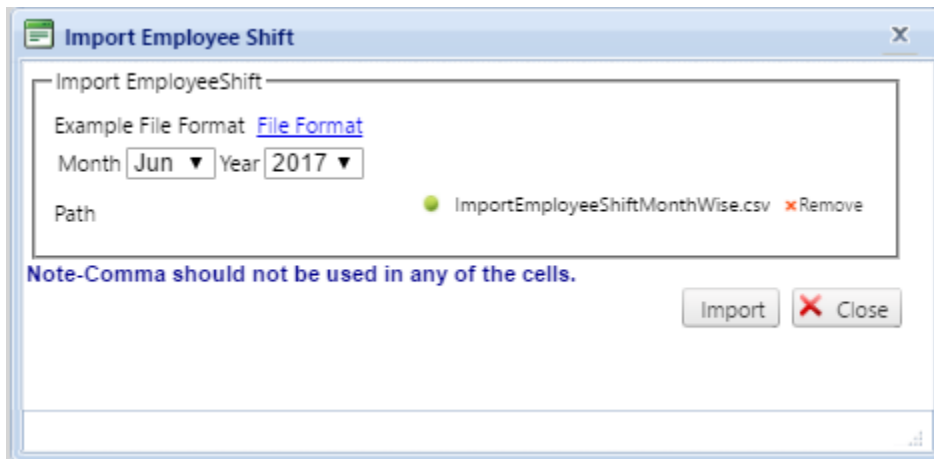 Import Employee Shift
Import EmployeeShift
Example File Format File Format
Month Jun Year 2017
Path ImportEmployeeShiftMonthWise.csv Remove
Note-Comma should not be used in any of the cells.
Import Close